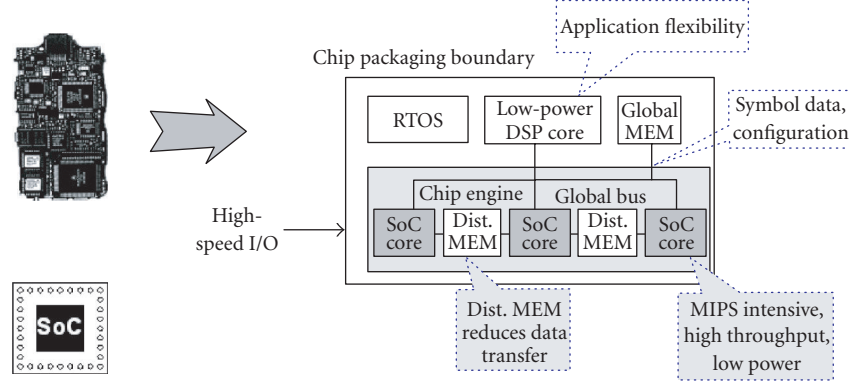 Application flexibility
Chip packaging boundary
RTOS
Low-power
DSP core
Global
MEM
Symbol data,
configuration
Chip engine
Global bus
High-
speed I/O
SoC
core
Dist.
MEM
SoC
core
Dist.
MEM
SoC
core
SoC
Dist. MEM
reduces data
transfer
MIPS intensive,
high throughput,
low power